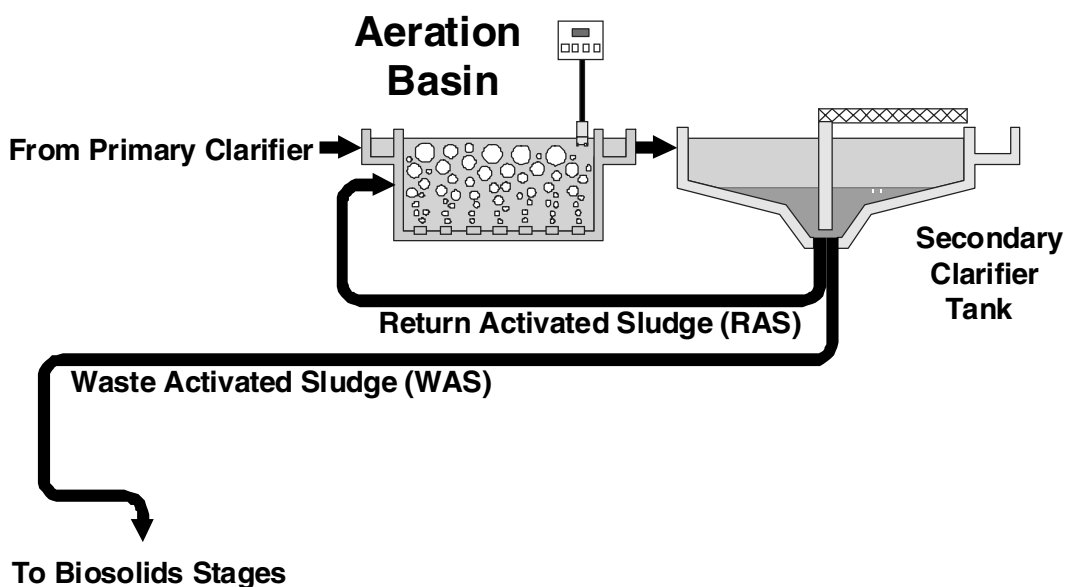 Aeration
Basin
From Primary Clarifier
Secondary
Clarifier
Tank
Return Activated Sludge (RAS)
Waste Activated Sludge (WAS)
To Biosolids Stages